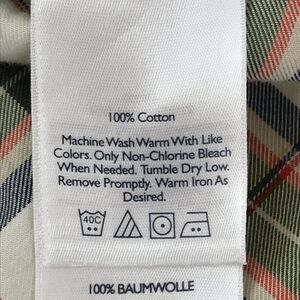 100% Cotton
Machine Wash Warm With Like
Colors. Only Non-Chlorine Bleach
When Needed. Tumble Dry Low.
Remove Promptly. Warm Iron As
Desired.
40C
100% BAUMWOLLE